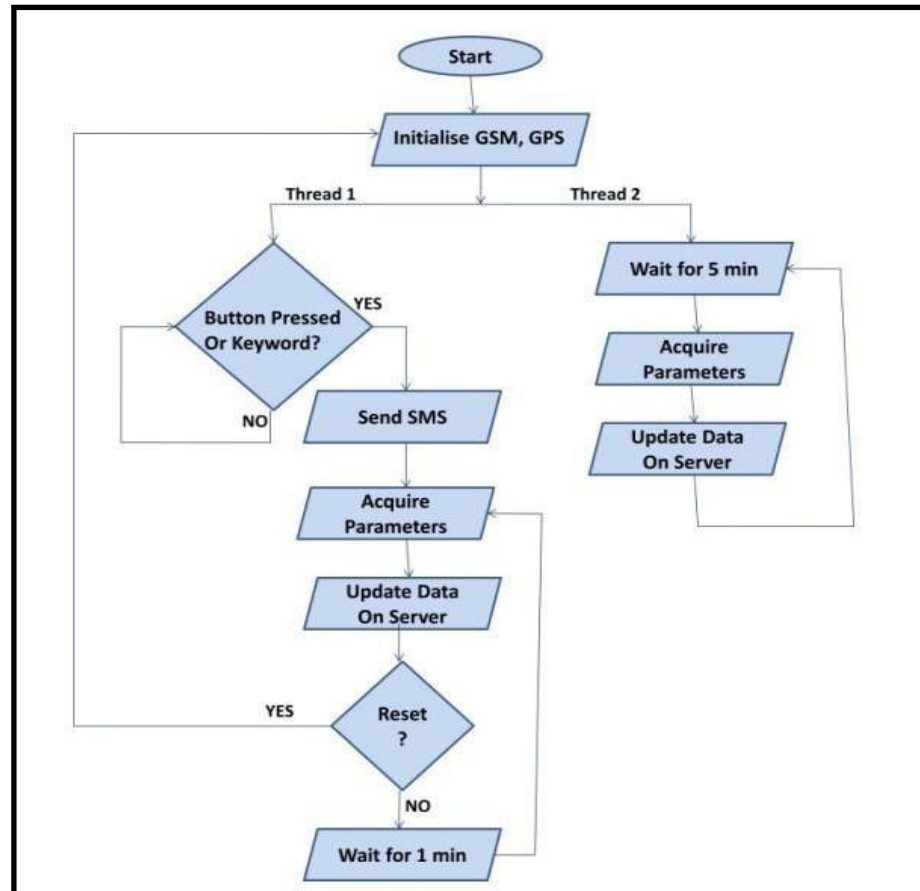 Start
Initialise GSM, GPS
Thread 1
Thread 2
Button Pressed
Or Keyword?
YES
NO
Send SMS
Acquire
Parameters
Update Data
On Server
Reset
?
YES
NO
Wait for 1 min
Wait for 5 min
Acquire
Parameters
Update Data
On Server